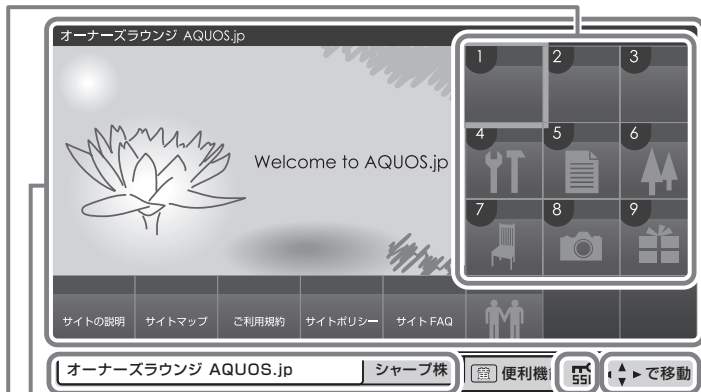 オーナーズラウンジ AQUOS.jp
1 2 3
Welcome to AQUOS.jp
4 5 6
7 8 9
サイトの説明 サイトマップ ご利用規約 サイトポリシー サイト FAQ
オーナーズラウンジ AQUOS.jp シャープ株 便利機 SSL で移動